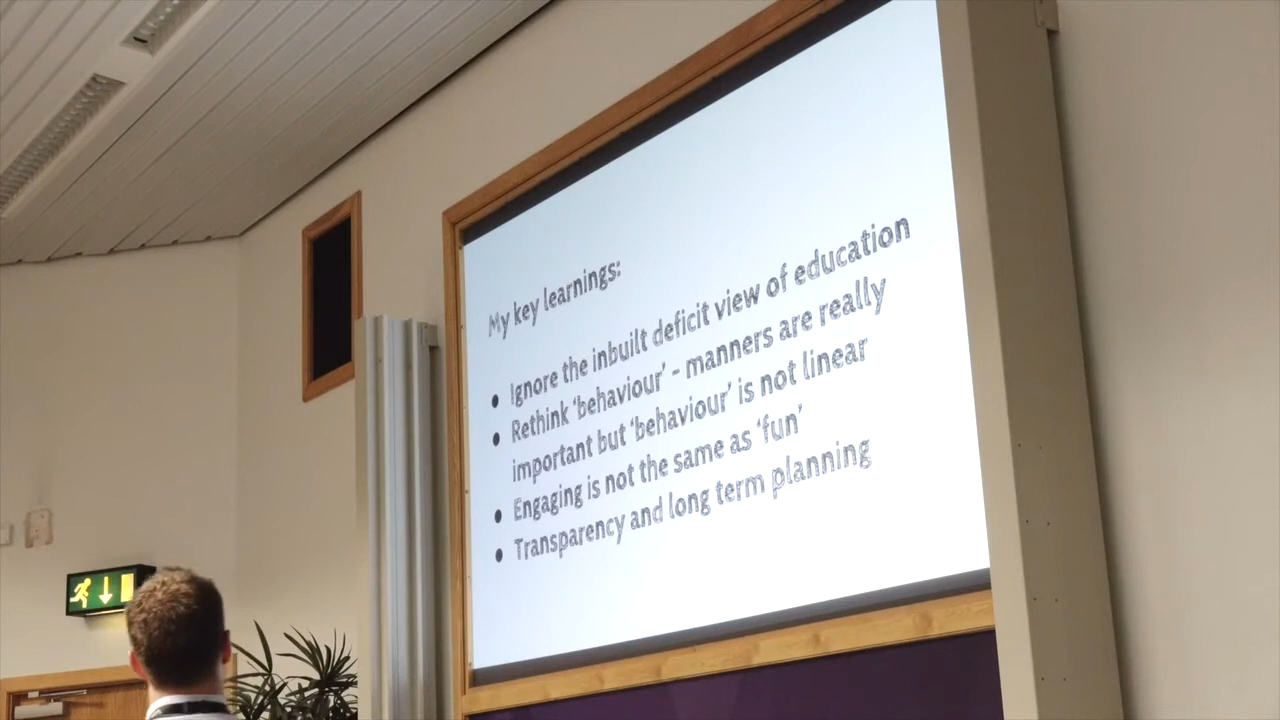 My key learnings:
• Ignore the inbuilt deficit view of education
• Rethink ‘behaviour’ - manners are really
important but ‘behaviour’ is not linear
• Engaging is not the same as ‘fun’
• Transparency and long term planning